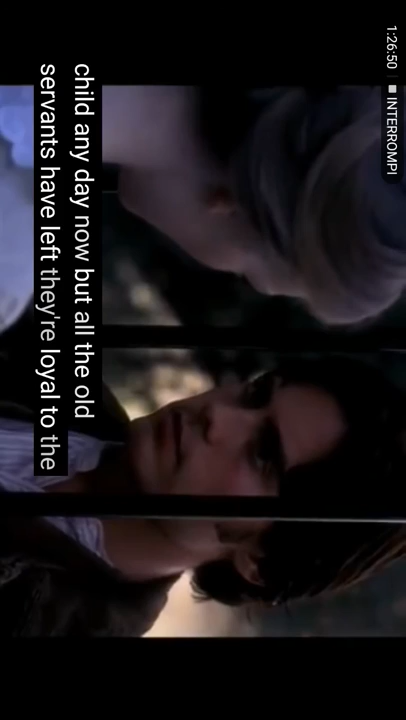 1:26:50 INTERROMPI
child any day now but all the old
servants have left they're loyal to the